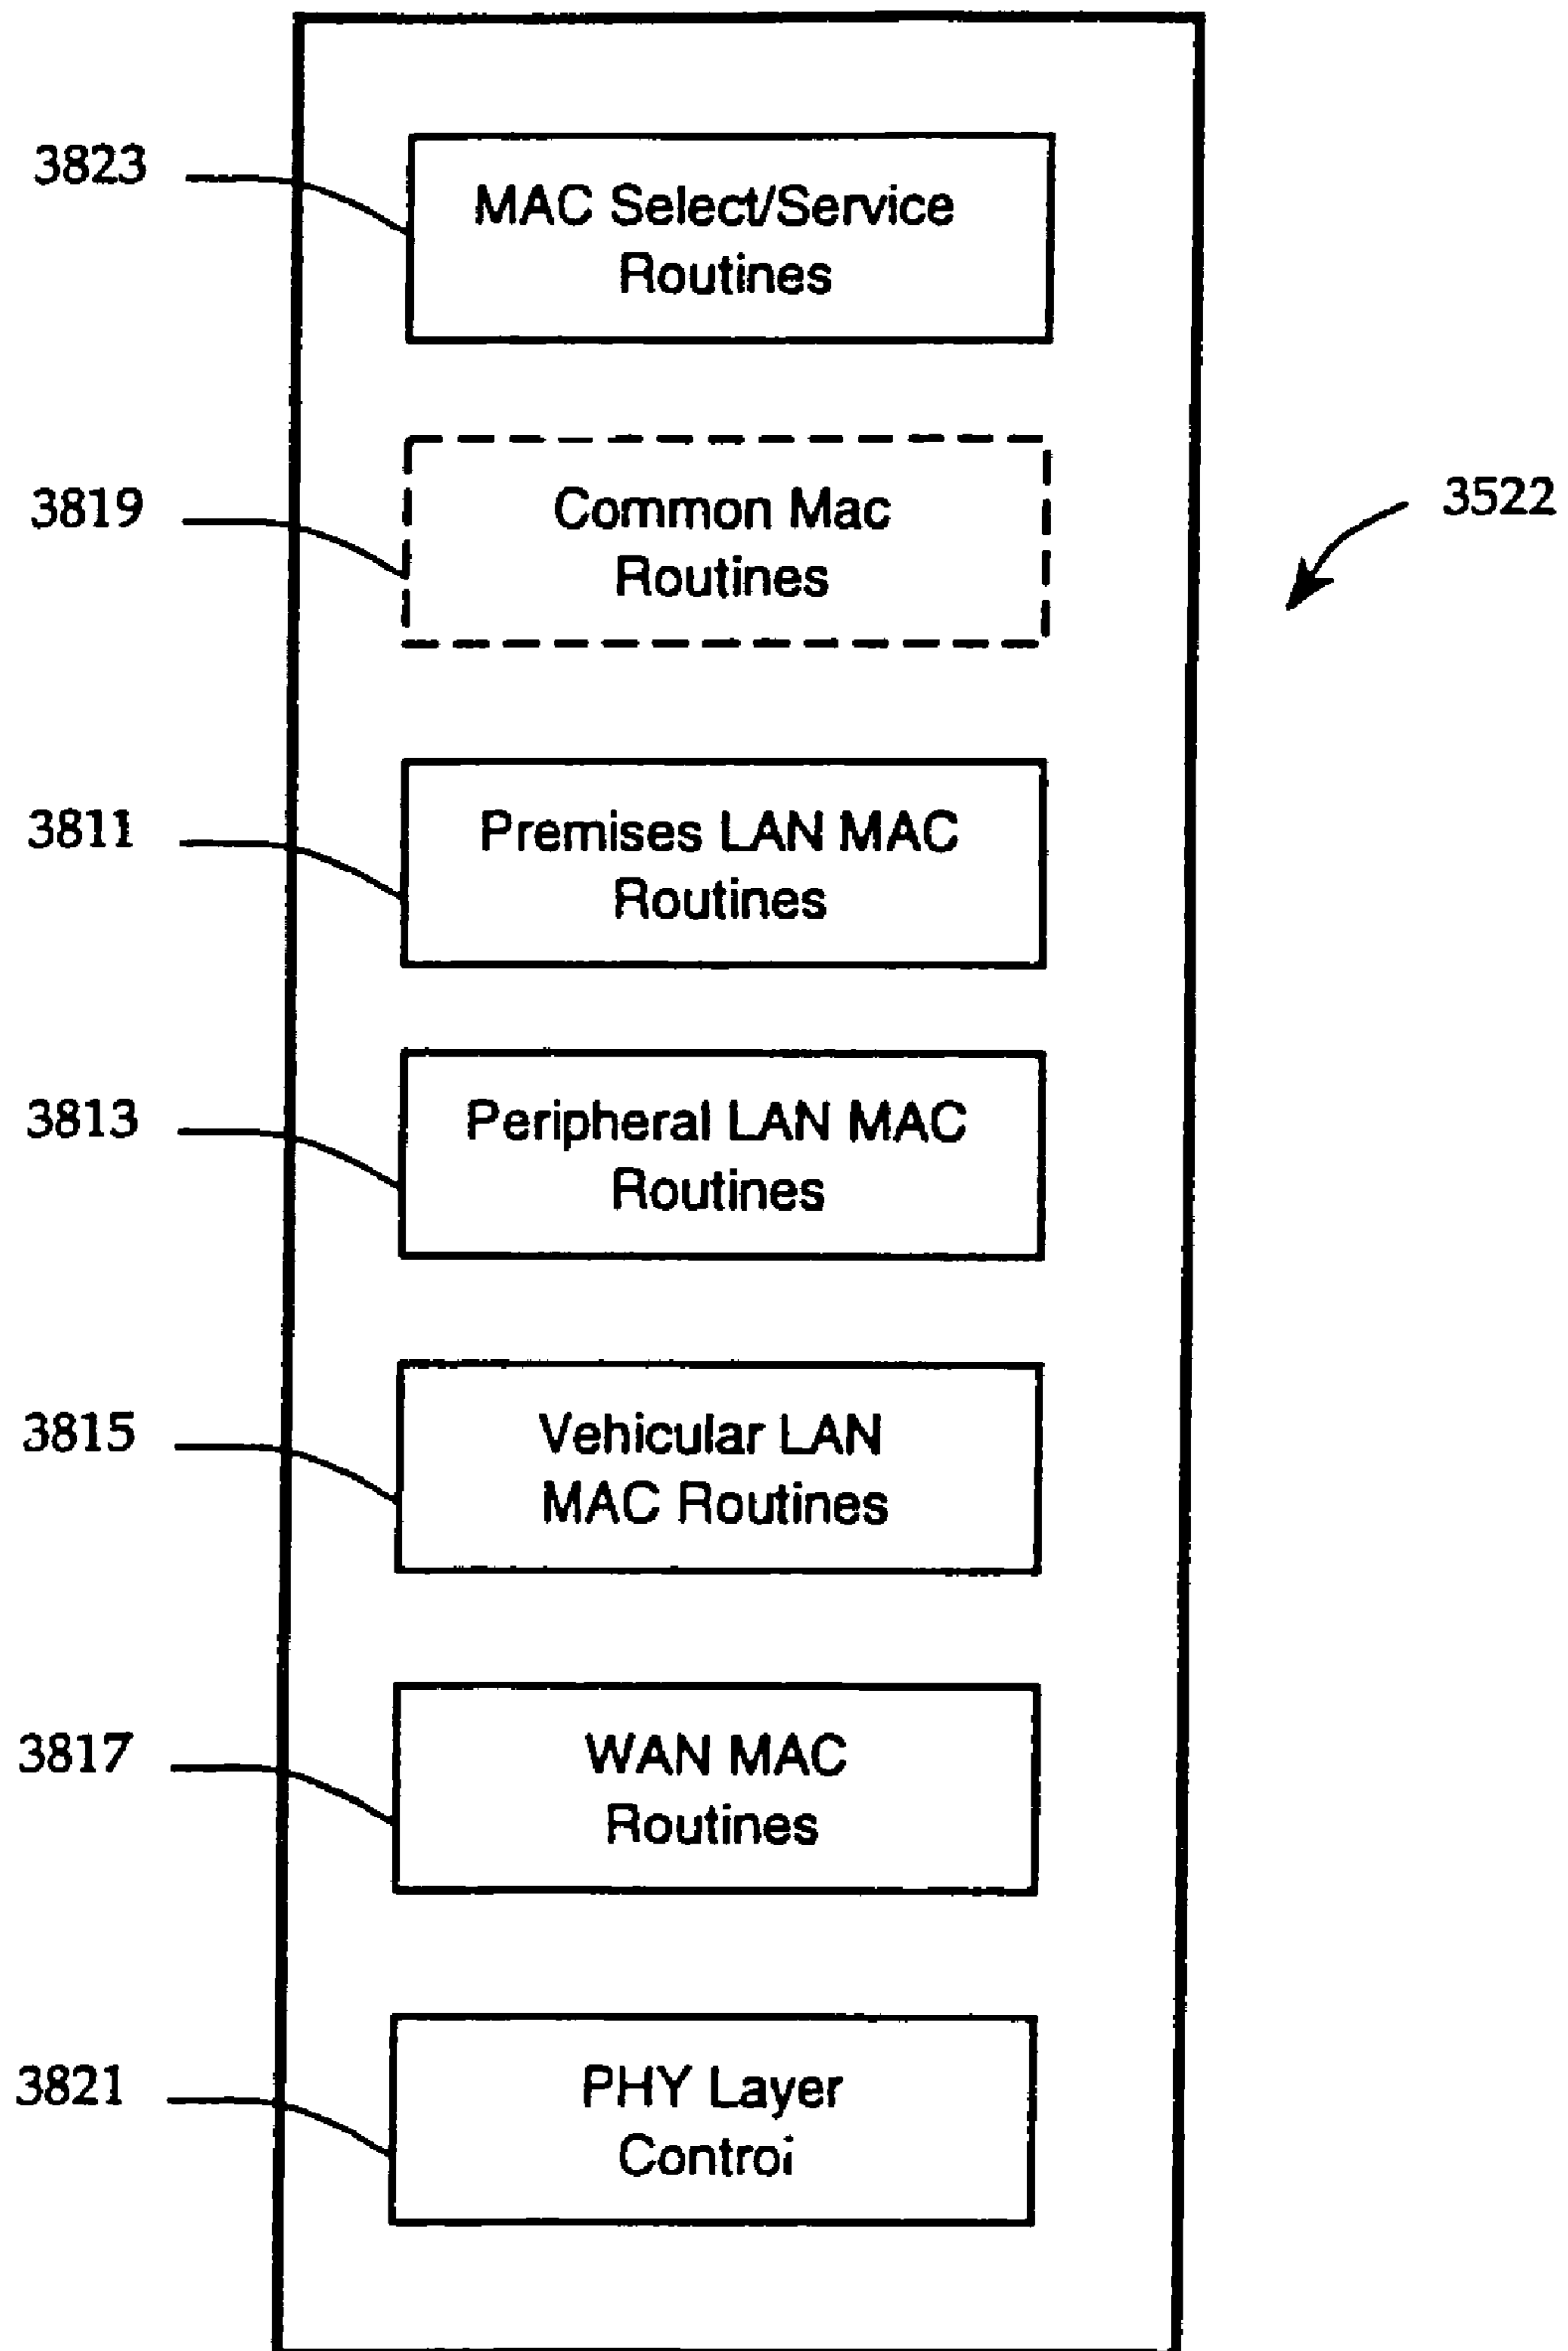 3823
MAC Select/Service
Routines
3819
Common Mac
Routines
3522
3811
Premises LAN MAC
Routines
3813
Peripheral LAN MAC
Routines
3815
Vehicular LAN
MAC Routines
3817
WAN MAC
Routines
3821
PHY Layer
Control